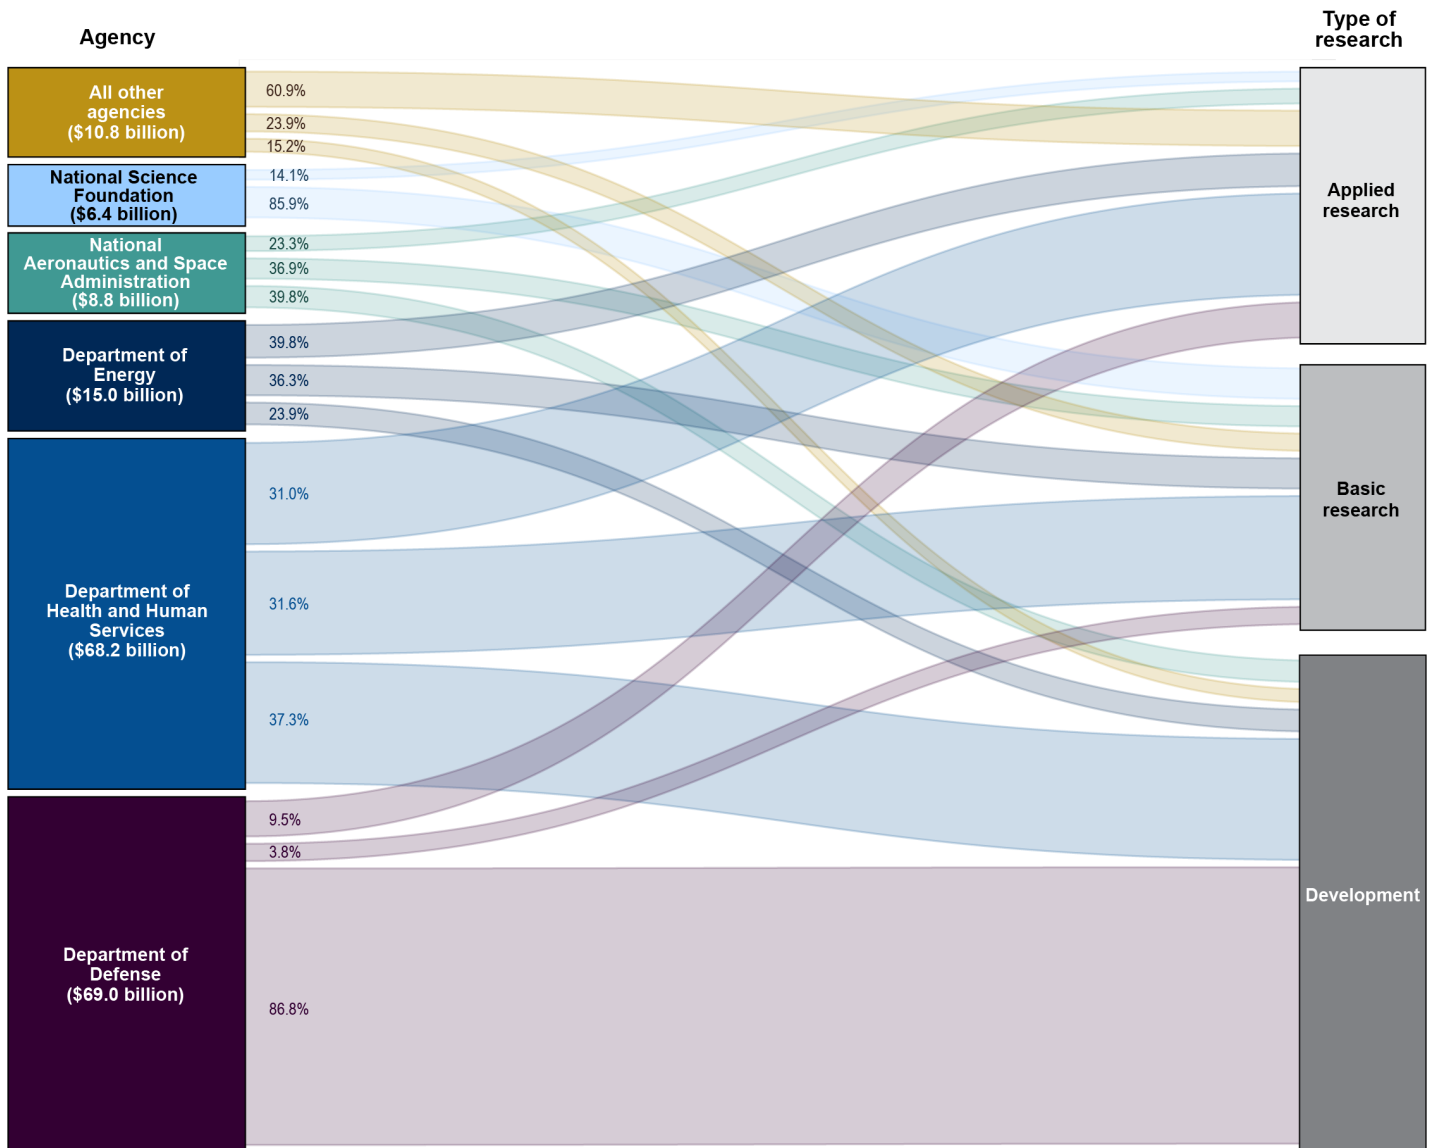 Agency
Type of
research
All other
agencies
($10.8 billion)
60.9%
23.9%
15.2%
National Science
Foundation
($6.4 billion)
14.1%
85.9%
National
Aeronautics and Space
Administration
($8.8 billion)
23.3%
36.9%
39.8%
Department of
Energy
($15.0 billion)
39.8%
36.3%
23.9%
Department of
Health and Human
Services
($68.2 billion)
31.0%
31.6%
37.3%
Department of
Defense
($69.0 billion)
9.5%
3.8%
86.8%
Applied
research
Basic
research
Development